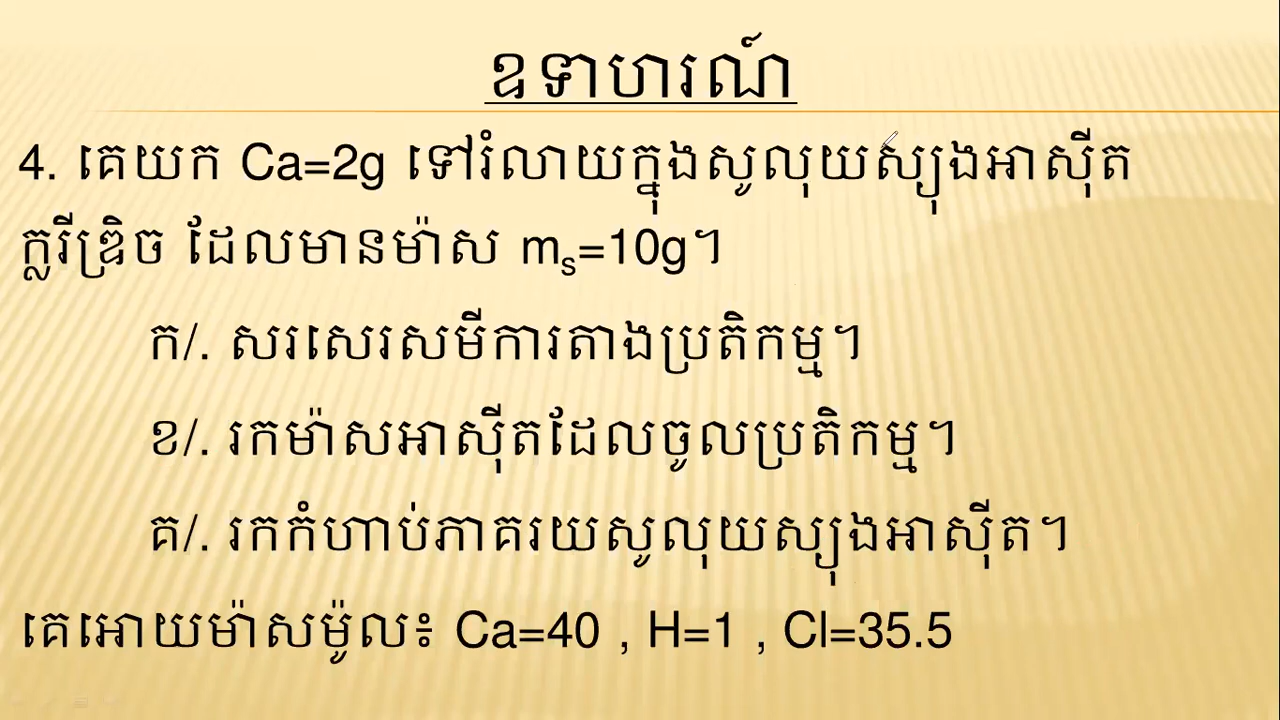 ឧទាហរណ៍
4. គេយក Ca=2g ទៅរំលាយក្នុងសូលុយស្យុងអាស៊ីត
ក្លរីឌ្រិច ដែលមានម៉ាស mₛ=10g។
ក/. សរសេរសមីការតាងប្រតិកម្ម។
ខ/. រកម៉ាសអាស៊ីតដែលចូលប្រតិកម្ម។
គ/. រកកំហាប់ភាគរយសូលុយស្យុងអាស៊ីត។
គេអោយម៉ាសម៉ូល៖ Ca=40 , H=1 , Cl=35.5